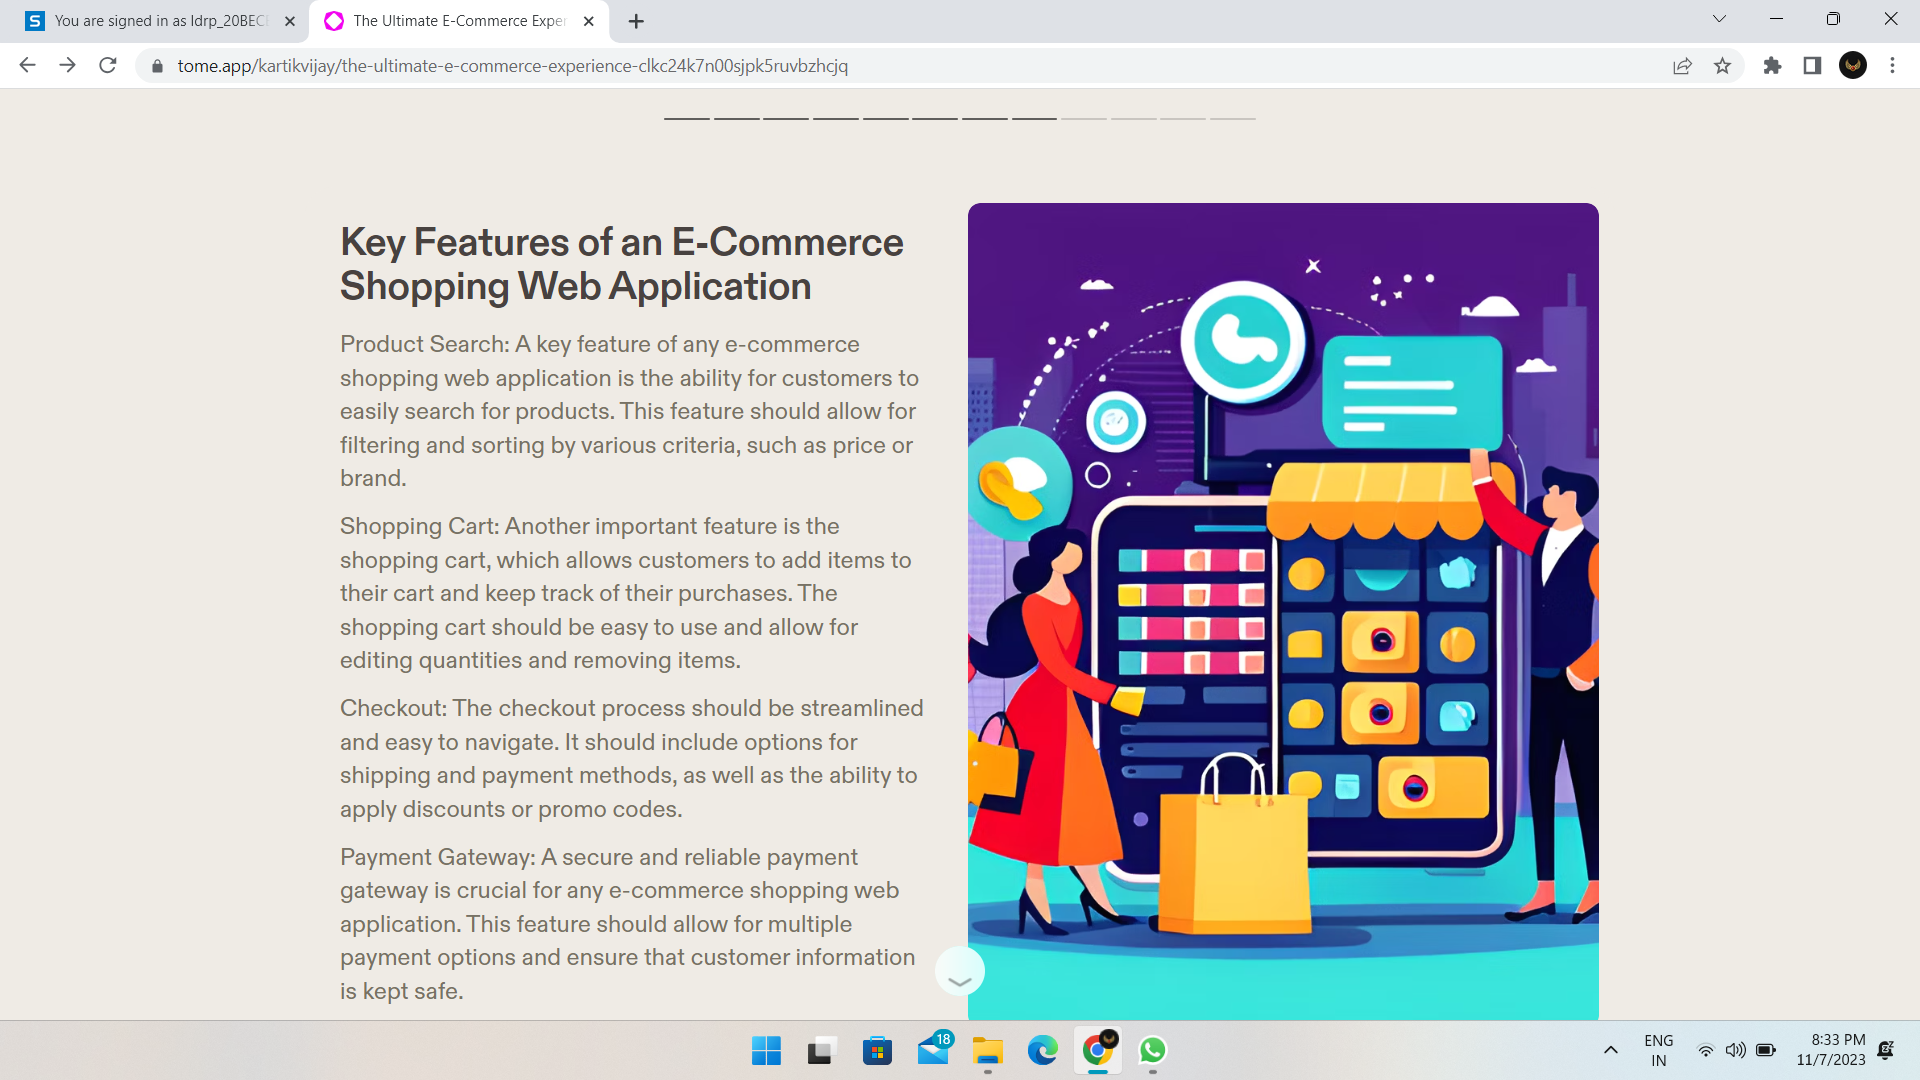 You are signed in as ldrp_20BEC
The Ultimate E-Commerce Exper
tome.app/kartikvijay/the-ultimate-e-commerce-experience-clkc24k7n00sjpk5ruvbzhcjq
Key Features of an E-Commerce
Shopping Web Application
Product Search: A key feature of any e-commerce
shopping web application is the ability for customers to
easily search for products. This feature should allow for
filtering and sorting by various criteria, such as price or
brand.
Shopping Cart: Another important feature is the
shopping cart, which allows customers to add items to
their cart and keep track of their purchases. The
shopping cart should be easy to use and allow for
editing quantities and removing items.
Checkout: The checkout process should be streamlined
and easy to navigate. It should include options for
shipping and payment methods, as well as the ability to
apply discounts or promo codes.
Payment Gateway: A secure and reliable payment
gateway is crucial for any e-commerce shopping web
application. This feature should allow for multiple
payment options and ensure that customer information
is kept safe.
18
ENG
IN
8:33 PM
11/7/2023